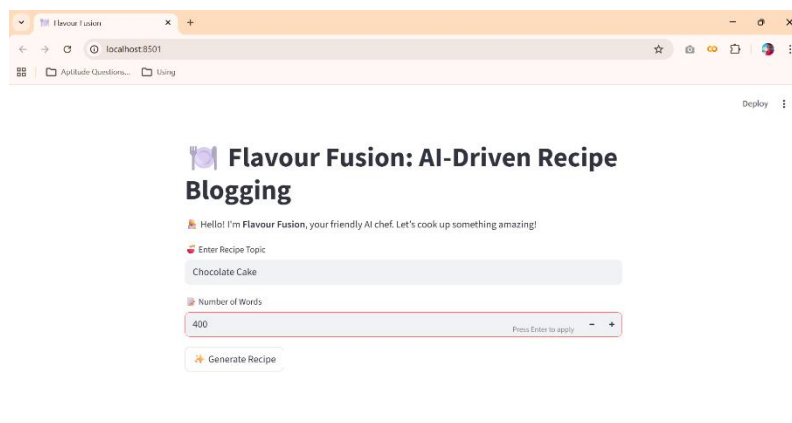 Flavour Fusion
localhost:8501
Aptitude Questions... Using
Deploy
Flavour Fusion: AI-Driven Recipe
Blogging
Hello! I'm Flavour Fusion, your friendly AI chef. Let's cook up something amazing!
Enter Recipe Topic
Chocolate Cake
Number of Words
400
Press Enter to apply
Generate Recipe